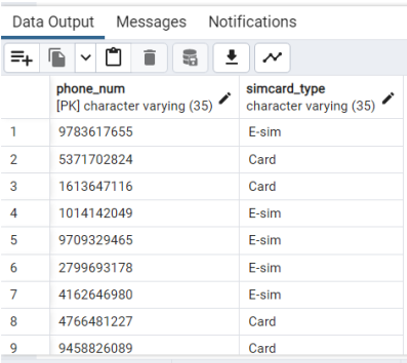 Data Output Messages Notifications
phone_num simcard_type
[PK] character varying (35) character varying (35)
1 9783617655 E-sim
2 5371702824 Card
3 1613647116 Card
4 1014142049 E-sim
5 9709329465 E-sim
6 2799693178 E-sim
7 4162646980 E-sim
8 4766481227 Card
9 9458826089 Card